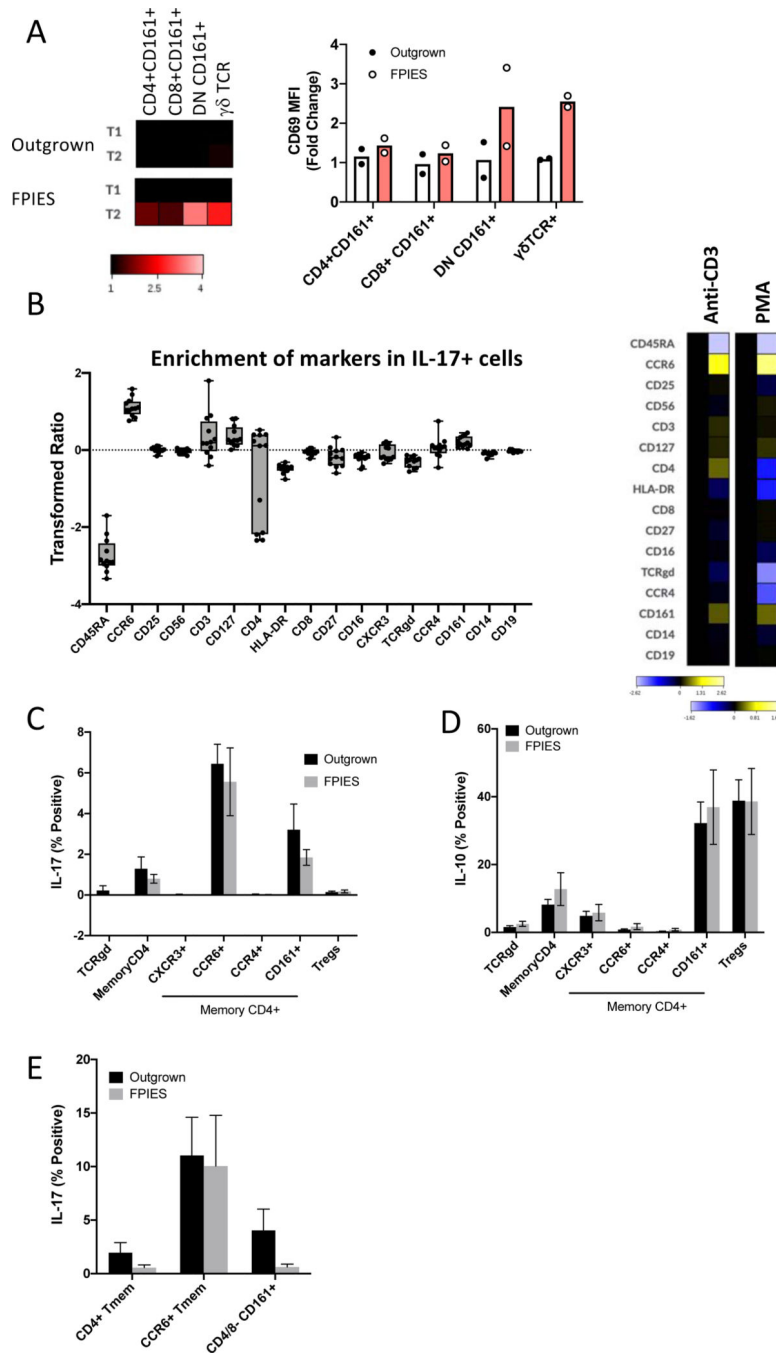 A
CD4+CD161+
CD8+CD161+
DN CD161+
γδ TCR
Outgrown
T1
T2
FPIES
T1
T2
1
2.5
4
CD69 MFI
(Fold Change)
4
3
2
1
0
Outgrown
FPIES
CD4+CD161+
CD8+ CD161+
DN CD161+
γδTCR+
B
Enrichment of markers in IL-17+ cells
Transformed Ratio
2
0
-2
-4
CD45RA
CCR6
CD25
CD56
CD3
CD127
CD4
HLA-DR
CD8
CD27
CD16
CXCR3
TCRgd
CCR4
CD161
CD14
CD19
Anti-CD3
PMA
CD45RA
CCR6
CD25
CD56
CD3
CD127
CD4
HLA-DR
CD8
CD27
CD16
TCRgd
CCR4
CD161
CD14
CD19
0
0
0.81
C
IL-17 (% Positive)
8
6
4
2
0
-2
Outgrown
FPIES
TCRgd
MemoryCD4
CXCR3+
CCR6+
CCR4+
CD161+
Tregs
Memory CD4+
D
IL-10 (% Positive)
60
40
20
0
Outgrown
FPIES
TCRgd
MemoryCD4
CXCR3+
CCR6+
CCR4+
CD161+
Tregs
Memory CD4+
E
IL-17 (% Positive)
20
15
10
5
0
Outgrown
FPIES
CD4+ Tmem
CCR6+ Tmem
CD4/8- CD161+